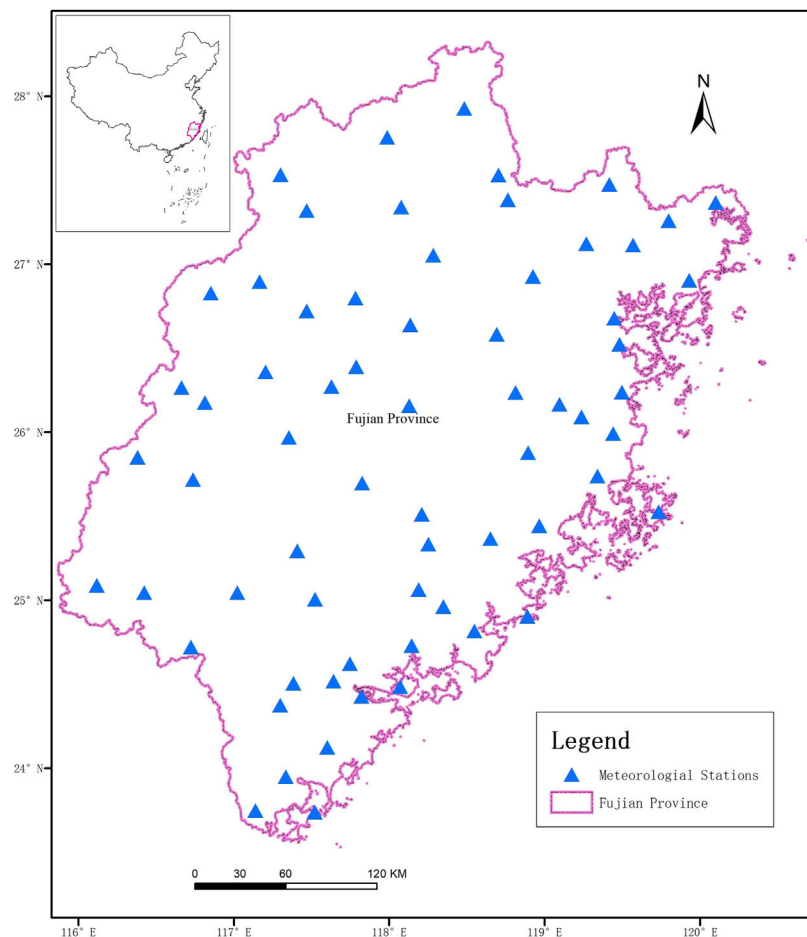 N
28° N
27° N
26° N
25° N
24° N
Fujian Province
Legend
Meteorologial Stations
Fujian Province
0 30 60 120 KM
116° E 117° E 118° E 119° E 120° E